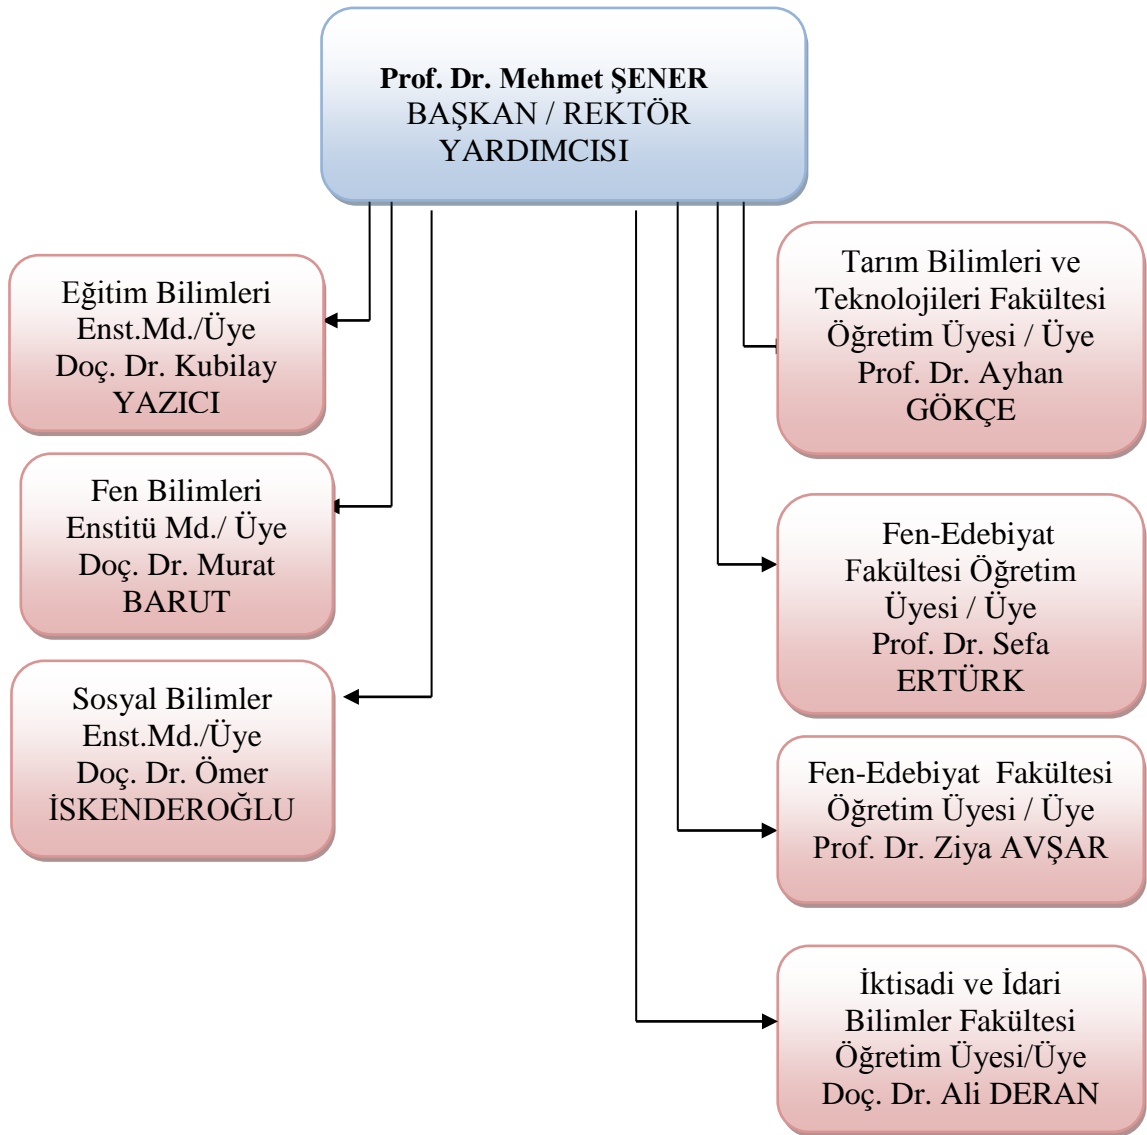 Prof. Dr. Mehmet ŞENER
BAŞKAN / REKTÖR
YARDIMCISI
Eğitim Bilimleri
Enst.Md./Üye
Doç. Dr. Kubilay
YAZICI
Fen Bilimleri
Enstitü Md./ Üye
Doç. Dr. Murat
BARUT
Sosyal Bilimler
Enst.Md./Üye
Doç. Dr. Ömer
İSKENDEROĞLU
Tarım Bilimleri ve
Teknolojileri Fakültesi
Öğretim Üyesi / Üye
Prof. Dr. Ayhan
GÖKÇE
Fen-Edebiyat
Fakültesi Öğretim
Üyesi / Üye
Prof. Dr. Sefa
ERTÜRK
Fen-Edebiyat Fakültesi
Öğretim Üyesi / Üye
Prof. Dr. Ziya AVŞAR
İktisadi ve İdari
Bilimler Fakültesi
Öğretim Üyesi/Üye
Doç. Dr. Ali DERAN